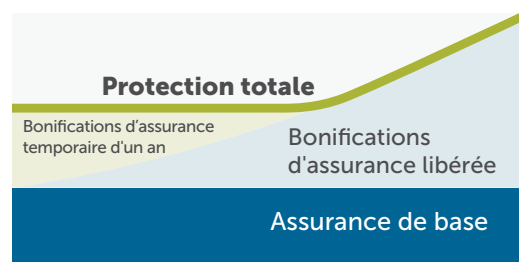 Protection totale
Bonifications d’assurance
temporaire d'un an
Bonifications
d'assurance libérée
Assurance de base